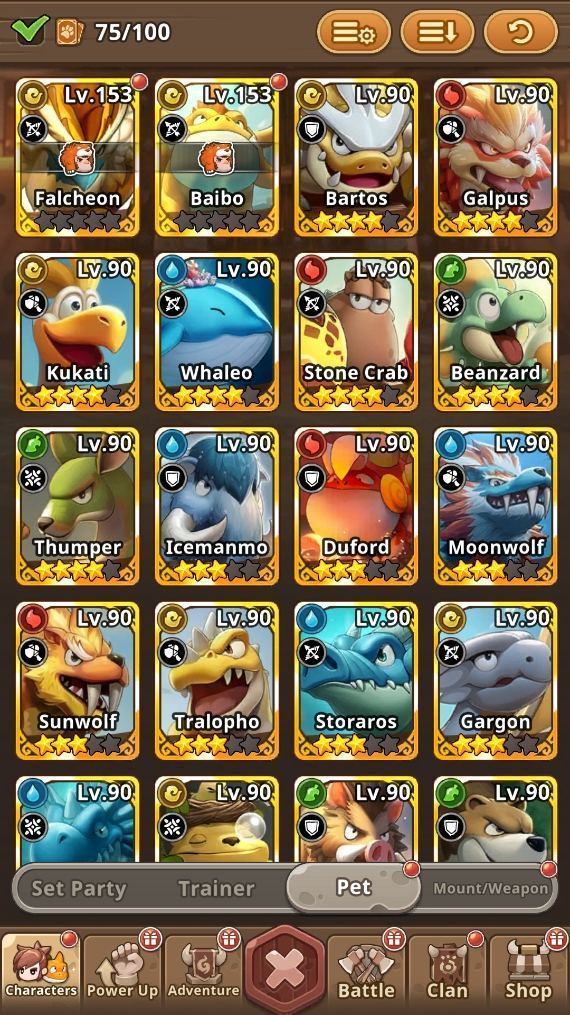 75/100
Lv.153 Lv.153 Lv.90 Lv.90
Falcheon Baibo Bartos Galpus
Lv.90 Lv.90 Lv.90 Lv.90
Kukati Whaleo Stone Crab Beanzard
Lv.90 Lv.90 Lv.90 Lv.90
Thumper Icemanmo Duford Moonwolf
Lv.90 Lv.90 Lv.90 Lv.90
Sunwolf Tralopho Storaros Gargon
Lv.90 Lv.90 Lv.90 Lv.90
Set Party Trainer Pet Mount/Weapon
Characters Power Up Adventure Battle Clan Shop